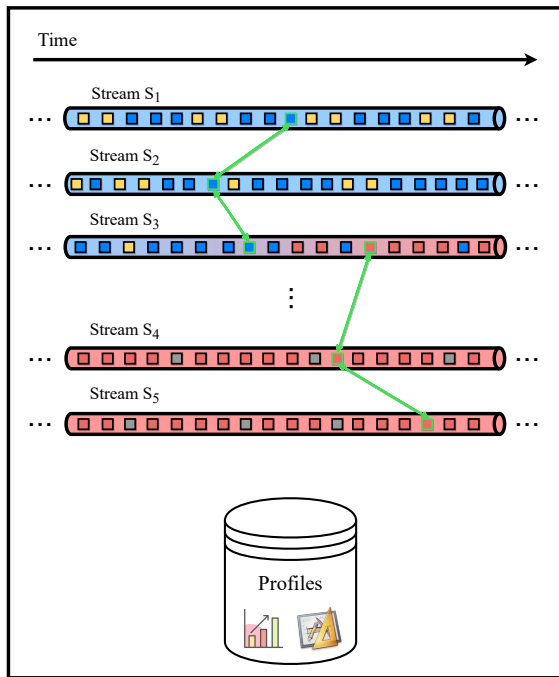 Time
Stream S1
... ...
Stream S2
... ...
Stream S3
... ...
⋮
Stream S4
... ...
Stream S5
... ...
Profiles